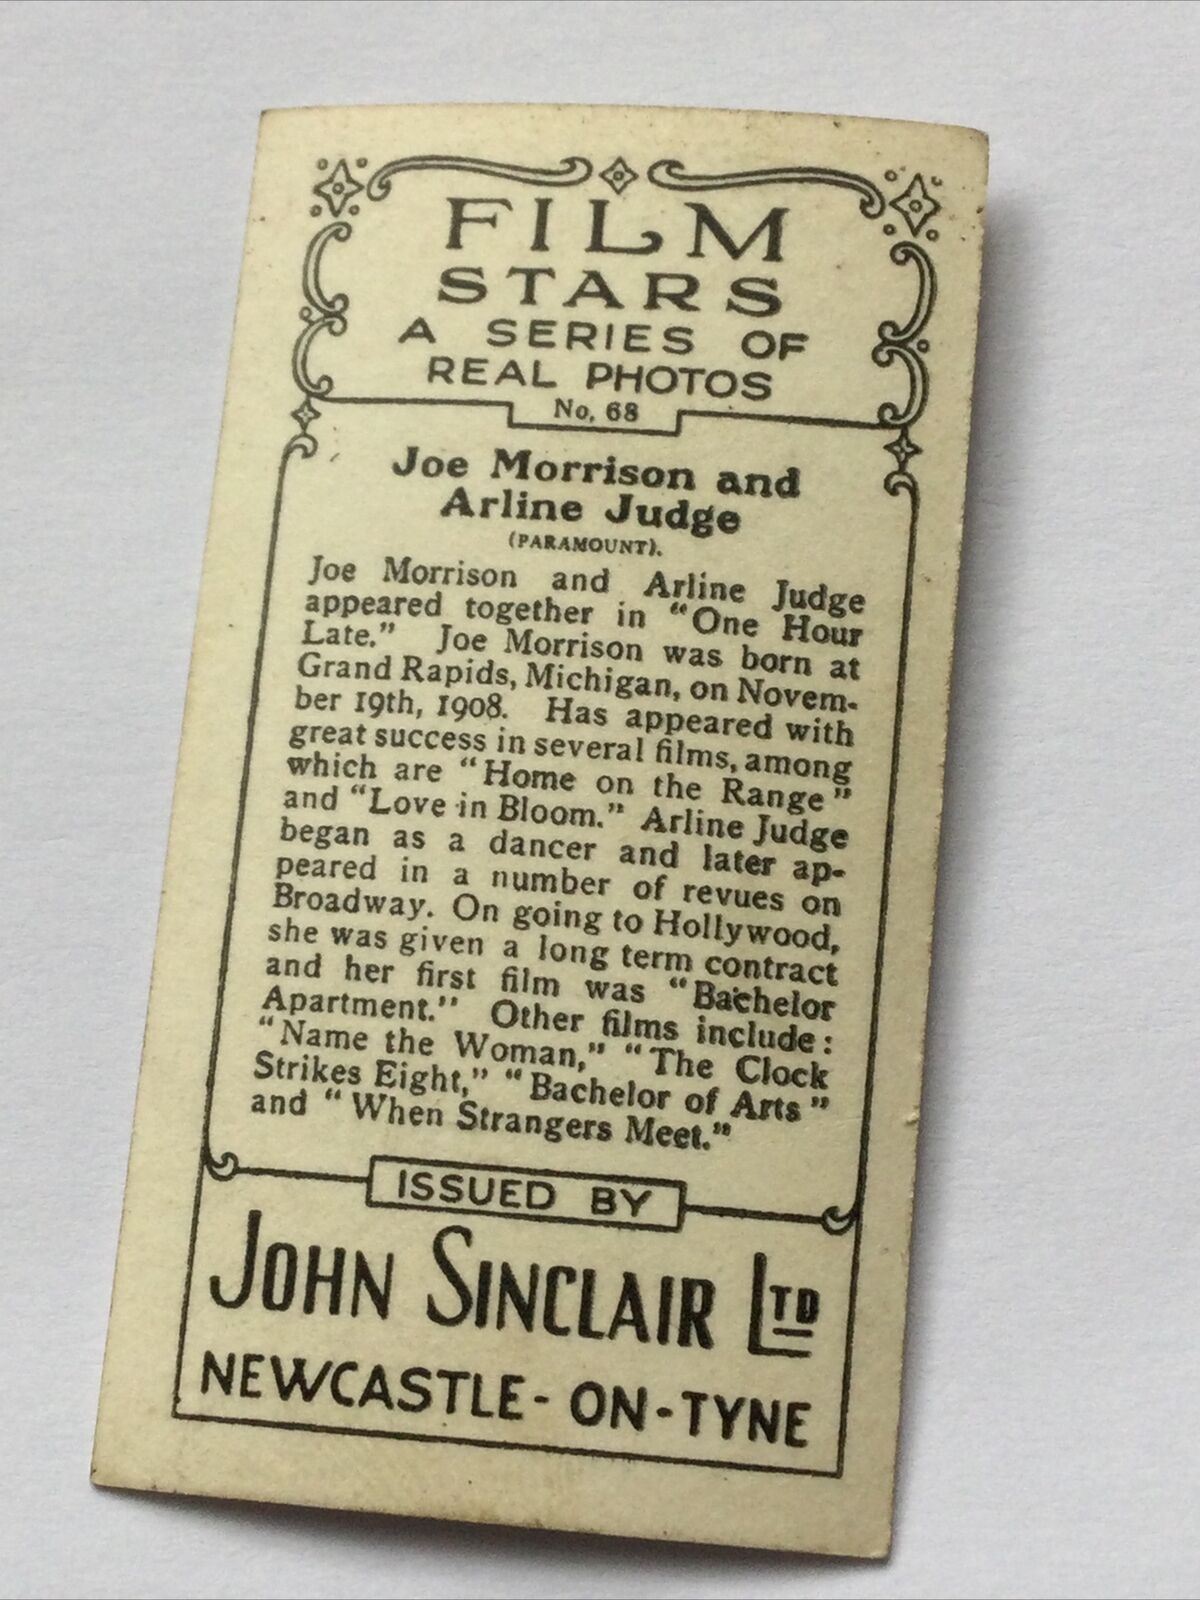 FILM
STARS
A SERIES OF
REAL PHOTOS
No. 68
Joe Morrison and
Arline Judge
(PARAMOUNT).
Joe Morrison and Arline Judge
appeared together in "One Hour
Late." Joe Morrison was born at
Grand Rapids, Michigan, on Novem-
ber 19th, 1908. Has appeared with
great success in several films, among
which are "Home on the Range"
and "Love in Bloom." Arline Judge
began as a dancer and later ap-
peared in a number of revues on
Broadway. On going to Hollywood,
she was given a long term contract
and her first film was "Bachelor
Apartment." Other films include:
"Name the Woman," "The Clock
Strikes Eight," "Bachelor of Arts"
and "When Strangers Meet."
ISSUED BY
JOHN SINCLAIR LTD
NEWCASTLE-ON-TYNE